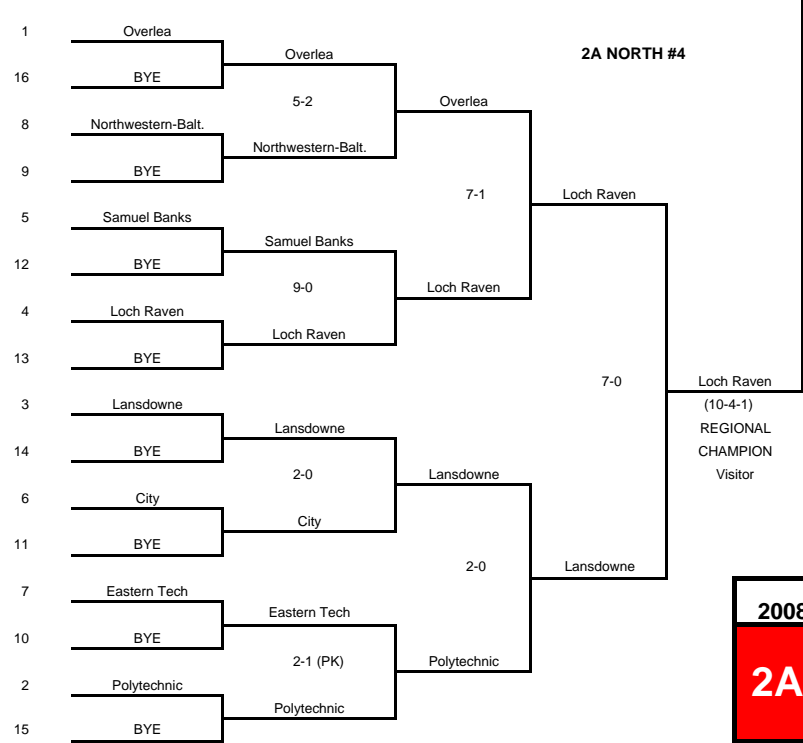 1 Overlea
Overlea
2A NORTH #4
16 BYE
5-2
Overlea
8 Northwestern-Balt.
Northwestern-Balt.
9 BYE
7-1
Loch Raven
5 Samuel Banks
Samuel Banks
12 BYE
9-0
Loch Raven
4 Loch Raven
Loch Raven
13 BYE
7-0
Loch Raven
(10-4-1)
REGIONAL
CHAMPION
Visitor
3 Lansdowne
Lansdowne
14 BYE
2-0
Lansdowne
6 City
City
11 BYE
2-0
Lansdowne
7 Eastern Tech
Eastern Tech
10 BYE
2-1 (PK)
Polytechnic
2 Polytechnic
Polytechnic
15 BYE
2008
2A